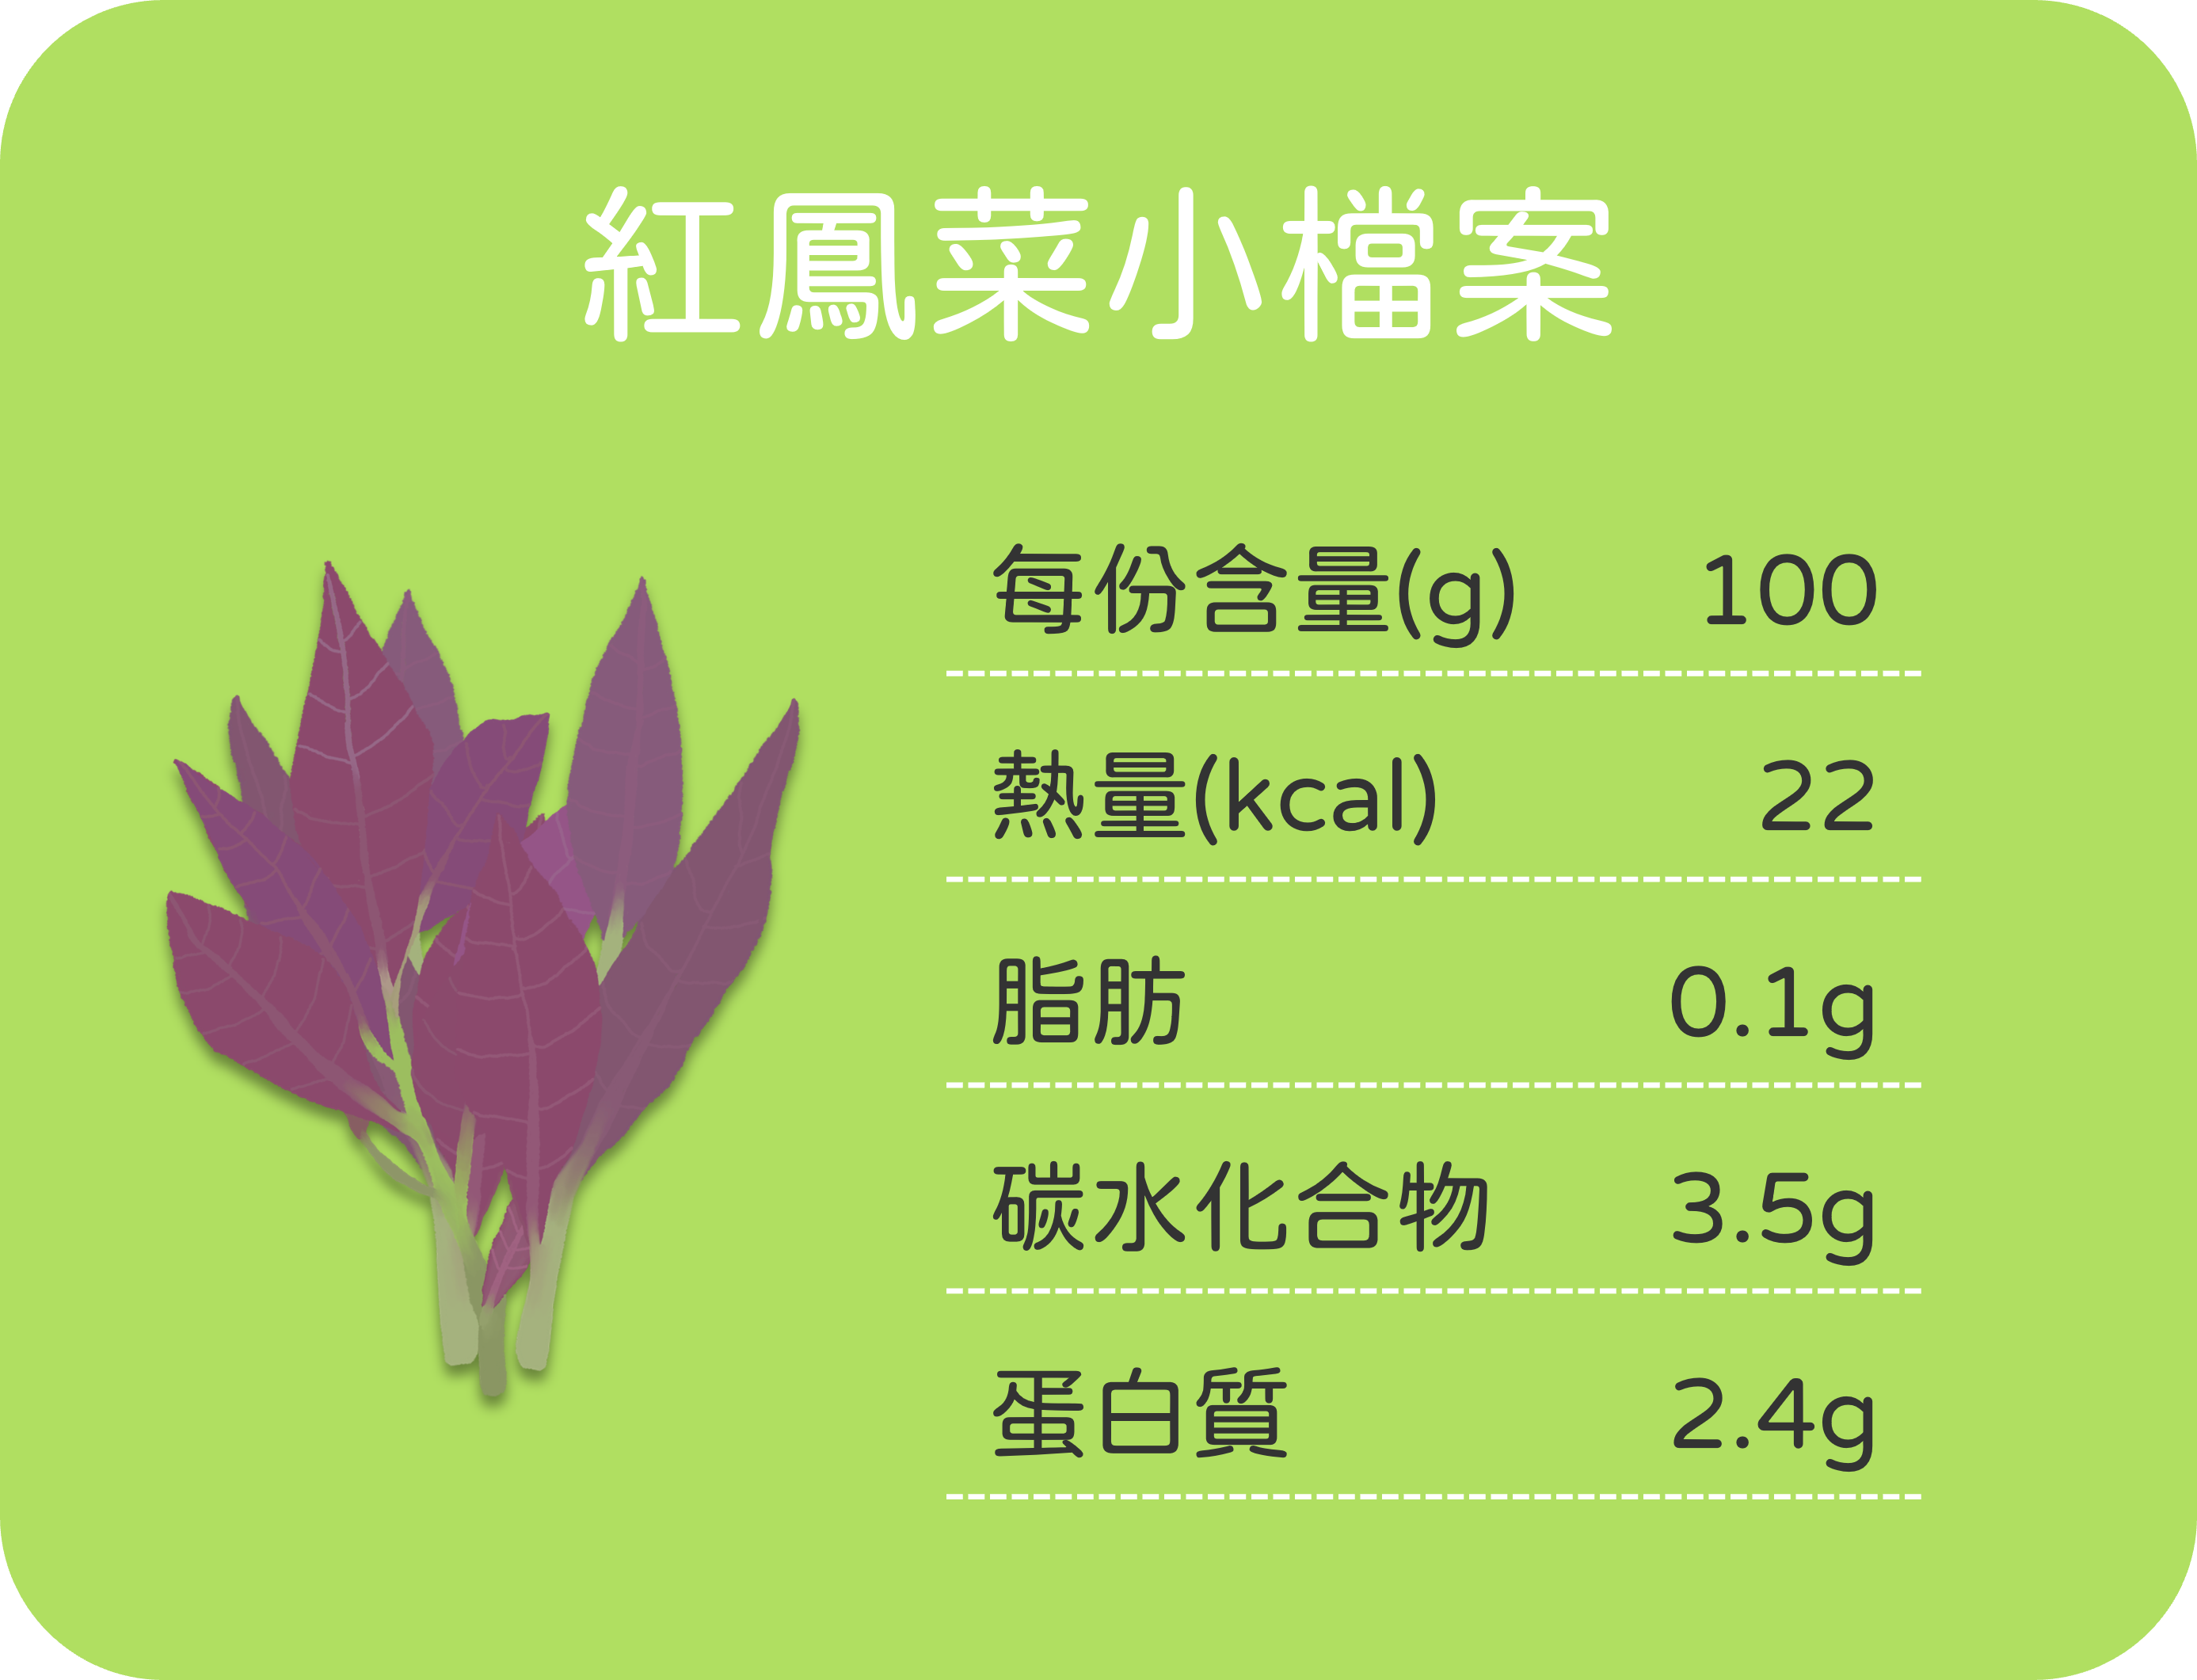 紅鳳菜小檔案
每份含量(g) 100
熱量(kcal) 22
脂肪 0.1g
碳水化合物 3.5g
蛋白質 2.4g